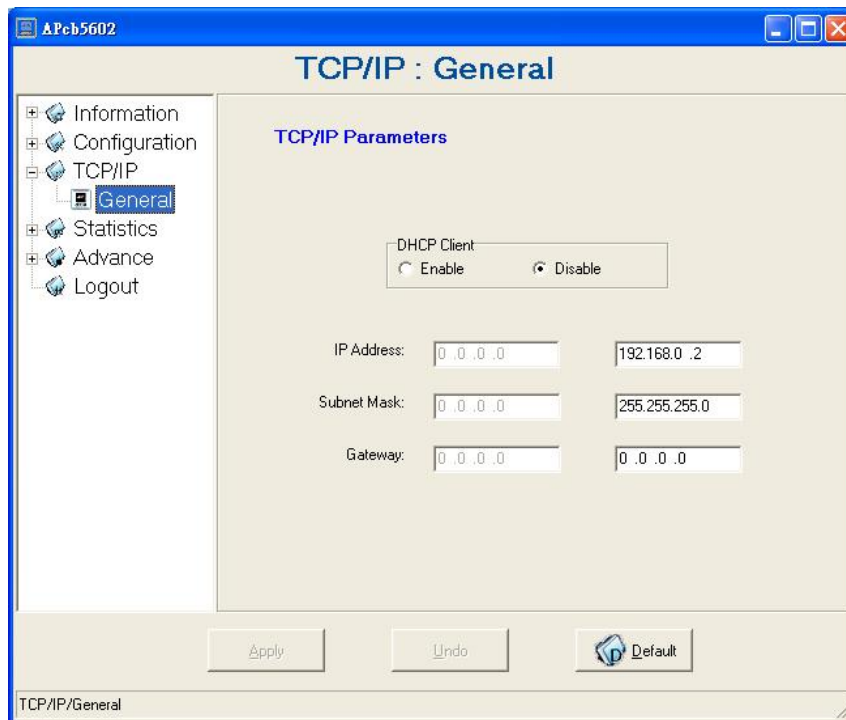 APcb5602
TCP/IP : General
Information
Configuration
TCP/IP
General
Statistics
Advance
Logout
TCP/IP Parameters
DHCP Client
Enable Disable
IP Address: 0 .0 .0 .0 192.168.0 .2
Subnet Mask: 0 .0 .0 .0 255.255.255.0
Gateway: 0 .0 .0 .0 0 .0 .0 .0
Apply Undo D Default
TCP/IP/General